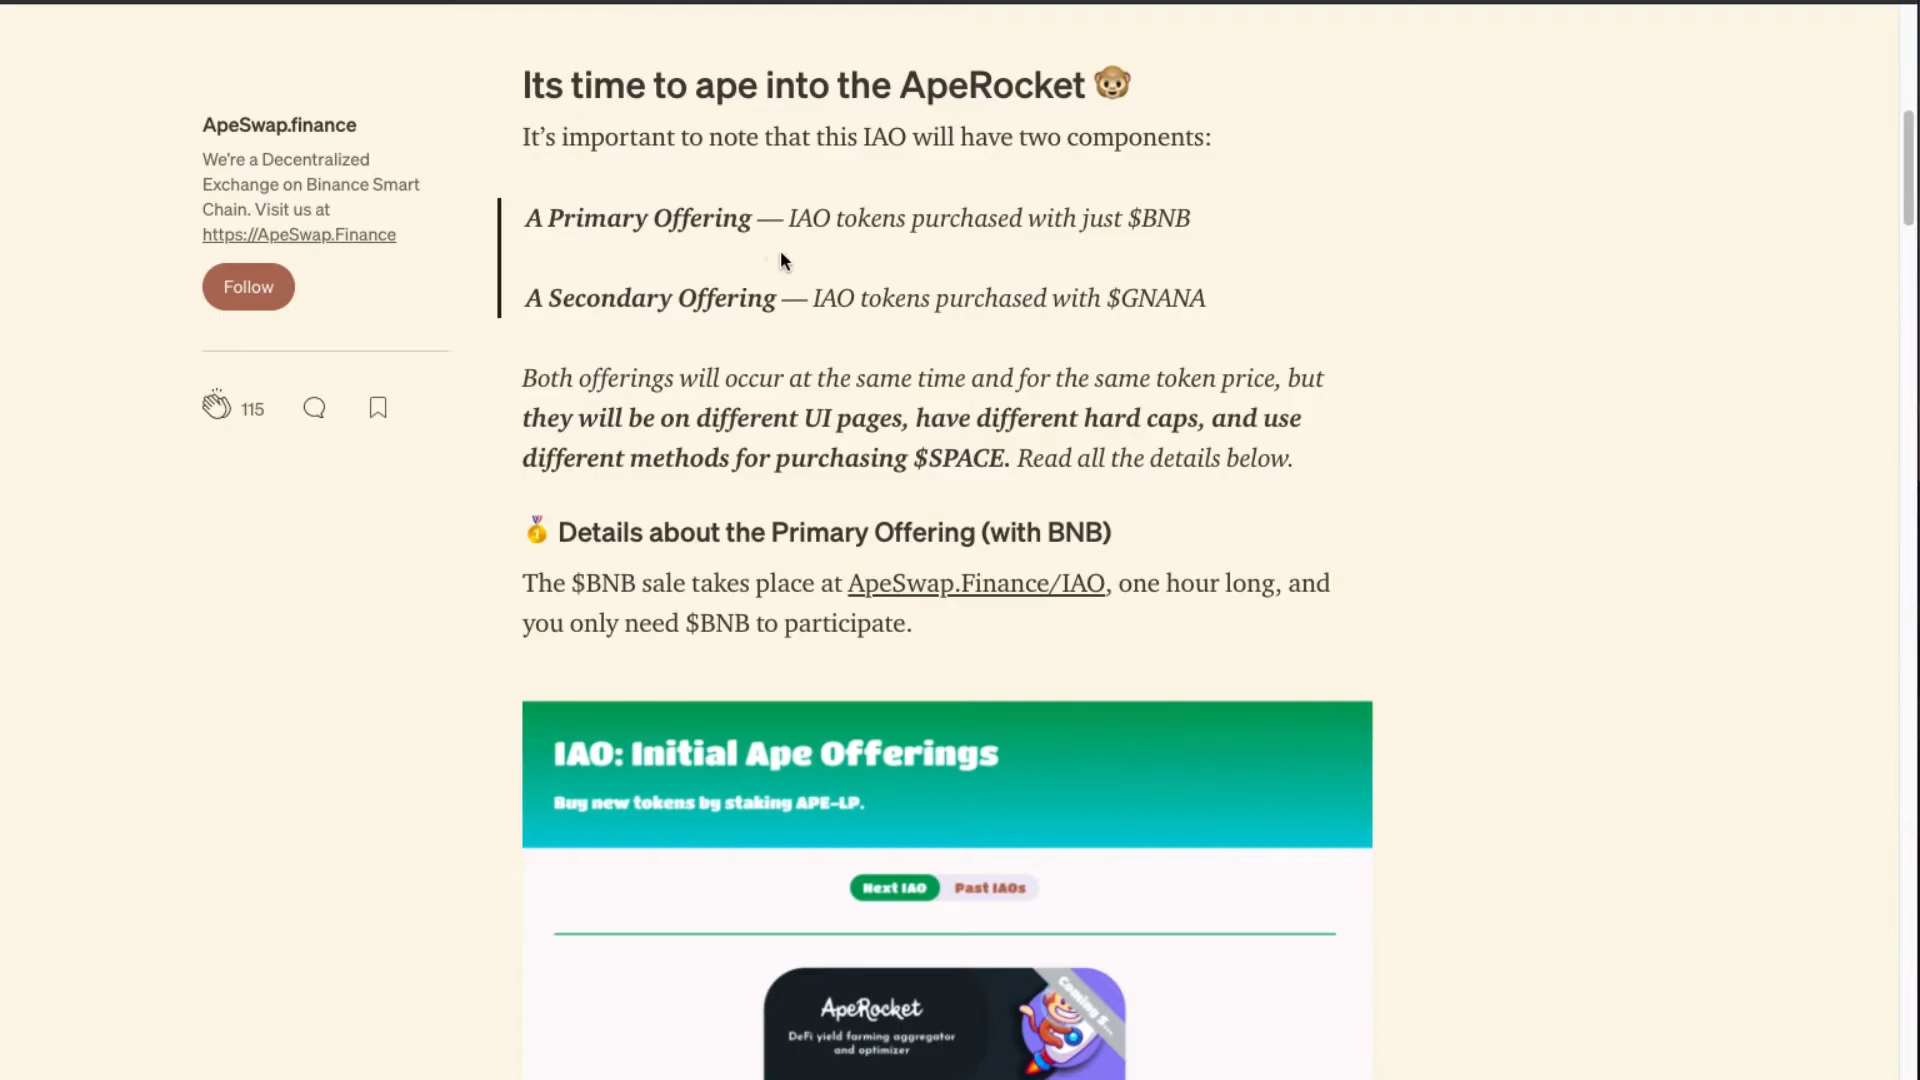 ApeSwap.finance
We're a Decentralized
Exchange on Binance Smart
Chain. Visit us at
https://ApeSwap.Finance
Follow
115
Its time to ape into the ApeRocket 🐵
It's important to note that this IAO will have two components:
A Primary Offering — IAO tokens purchased with just $BNB
A Secondary Offering — IAO tokens purchased with $GNANA
Both offerings will occur at the same time and for the same token price, but
they will be on different UI pages, have different hard caps, and use
different methods for purchasing $SPACE. Read all the details below.
🥇 Details about the Primary Offering (with BNB)
The $BNB sale takes place at ApeSwap.Finance/IAO, one hour long, and
you only need $BNB to participate.
IAO: Initial Ape Offerings
Buy new tokens by staking APE-LP.
Next IAO
Past IAOs
ApeRocket
DeFi yield farming aggregator
and optimizer
Coming S...